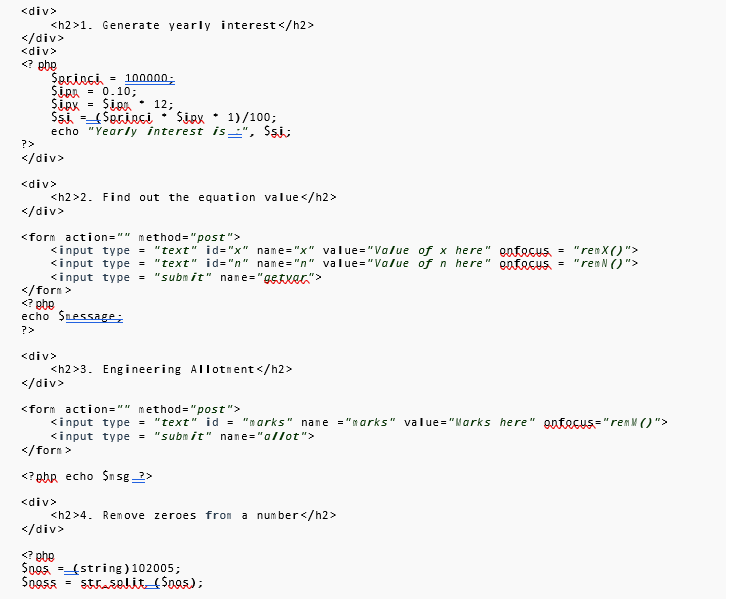 <div>
<h2>1. Generate yearly interest</h2>
</div>
<div>
<? php
$princi = 100000;
$ipm = 0.10;
$ipy = $ipm * 12;
$si = ($princi * $ipy * 1)/100;
echo "Yearly interest is :", $si;
?>
</div>
<div>
<h2>2. Find out the equation value</h2>
</div>
<form action="" method="post">
<input type = "text" id="x" name="x" value="Value of x here" onfocus = "remX()">
<input type = "text" id="n" name="n" value="Value of n here" onfocus = "remN()">
<input type = "submit" name="getvar">
</form>
<? php
echo $message;
?>
<div>
<h2>3. Engineering Allotment</h2>
</div>
<form action="" method="post">
<input type = "text" id = "marks" name ="marks" value="Marks here" onfocus="remM()">
<input type = "submit" name="allot">
</form>
<?php echo $msg ?>
<div>
<h2>4. Remove zeroes from a number</h2>
</div>
<? php
$nos = (string)102005;
$noss = str_split ($nos);